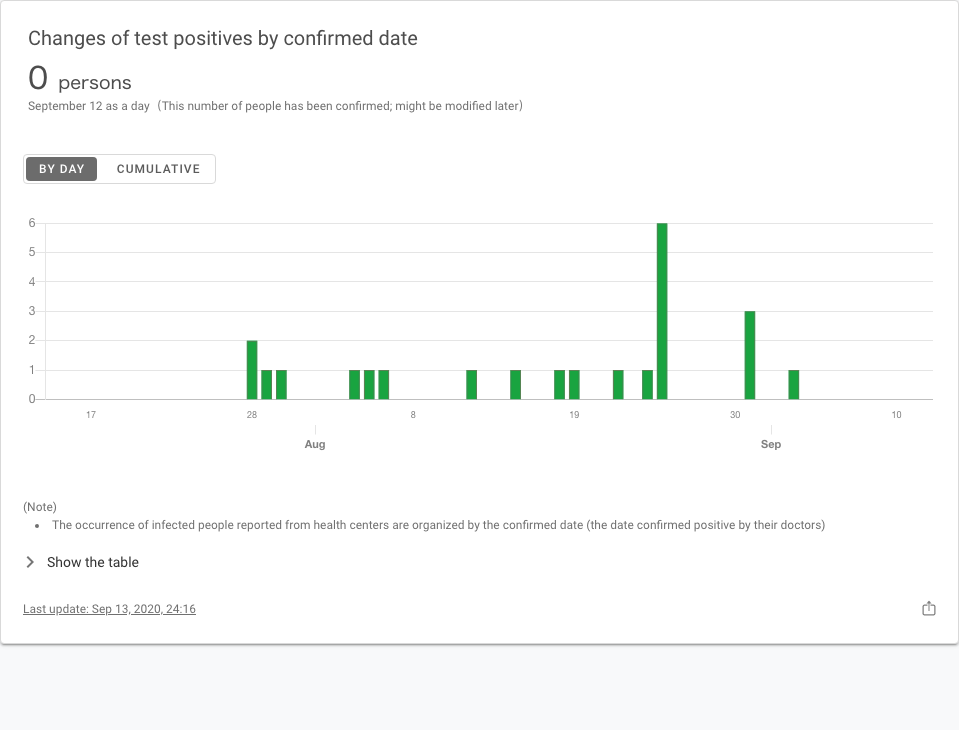 Changes of test positives by confirmed date
0 persons
September 12 as a day（This number of people has been confirmed; might be modified later）
BY DAY CUMULATIVE
6
5
4
3
2
1
0
17 28 8 19 30 10
Aug Sep
(Note)
• The occurrence of infected people reported from health centers are organized by the confirmed date (the date confirmed positive by their doctors)
Show the table
Last update: Sep 13, 2020, 24:16